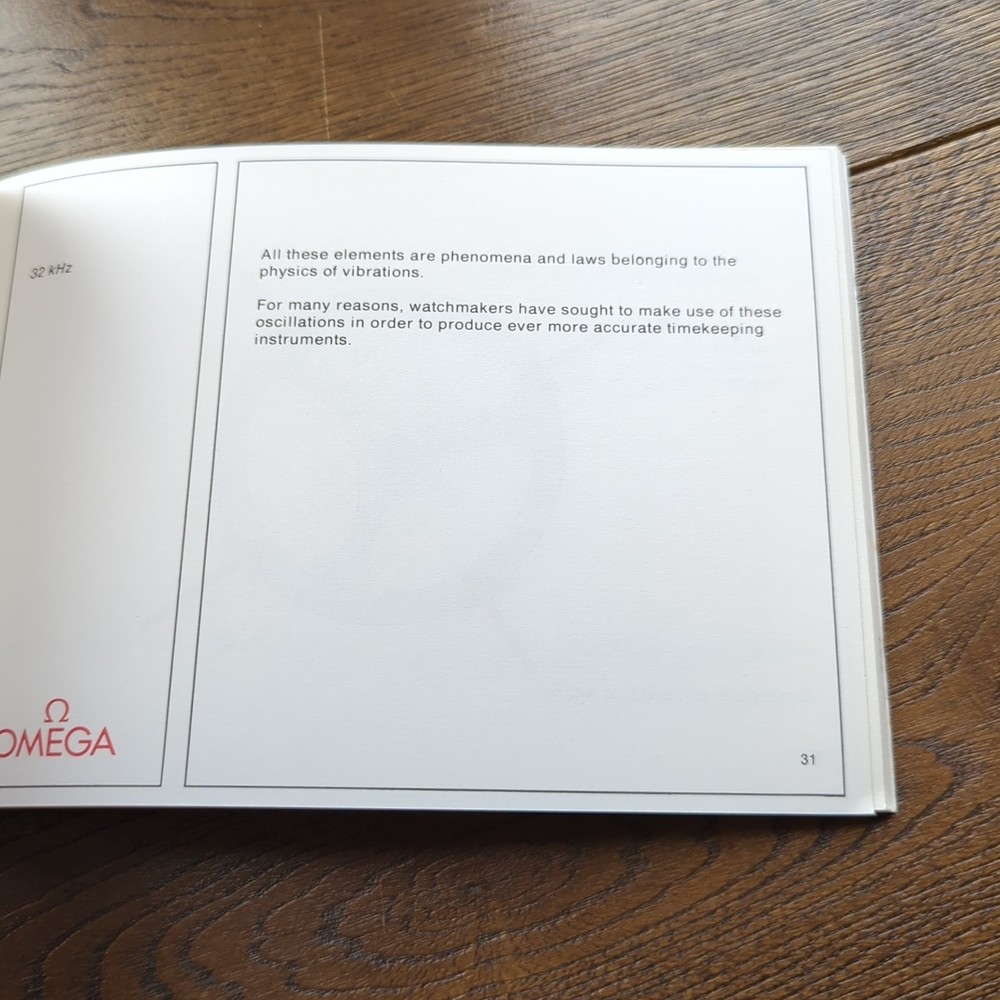 32 kHz
Ω
OMEGA
All these elements are phenomena and laws belonging to the
physics of vibrations.
For many reasons, watchmakers have sought to make use of these
oscillations in order to produce ever more accurate timekeeping
instruments.
31